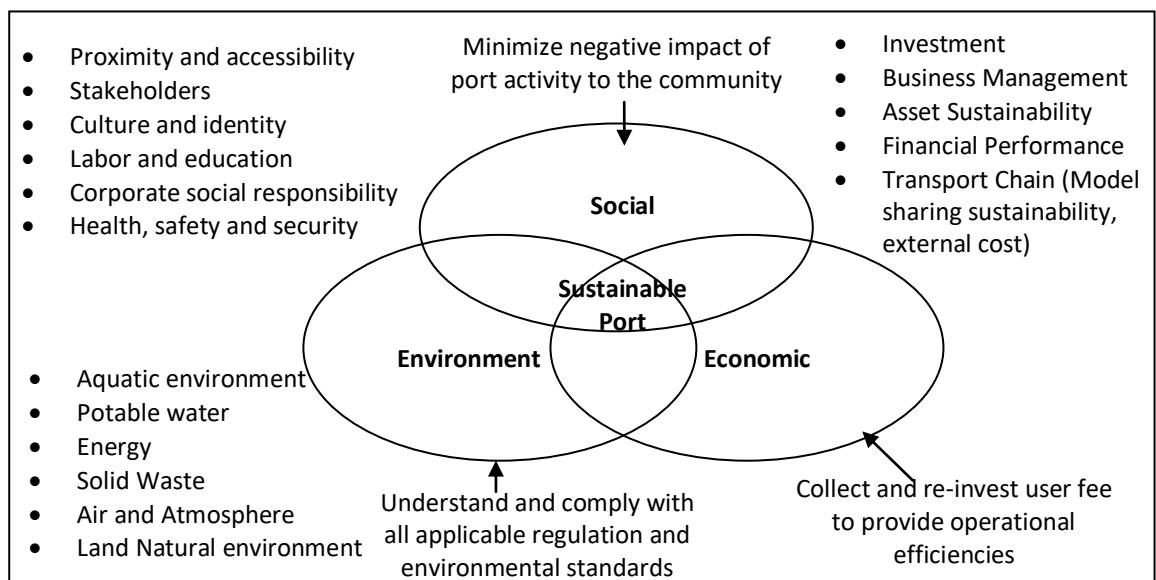 • Proximity and accessibility
• Stakeholders
• Culture and identity
• Labor and education
• Corporate social responsibility
• Health, safety and security
Minimize negative impact of
port activity to the community
• Investment
• Business Management
• Asset Sustainability
• Financial Performance
• Transport Chain (Model
sharing sustainability,
external cost)
Social
Sustainable
Port
Environment
Economic
• Aquatic environment
• Potable water
• Energy
• Solid Waste
• Air and Atmosphere
• Land Natural environment
Understand and comply with
all applicable regulation and
environmental standards
Collect and re-invest user fee
to provide operational
efficiencies